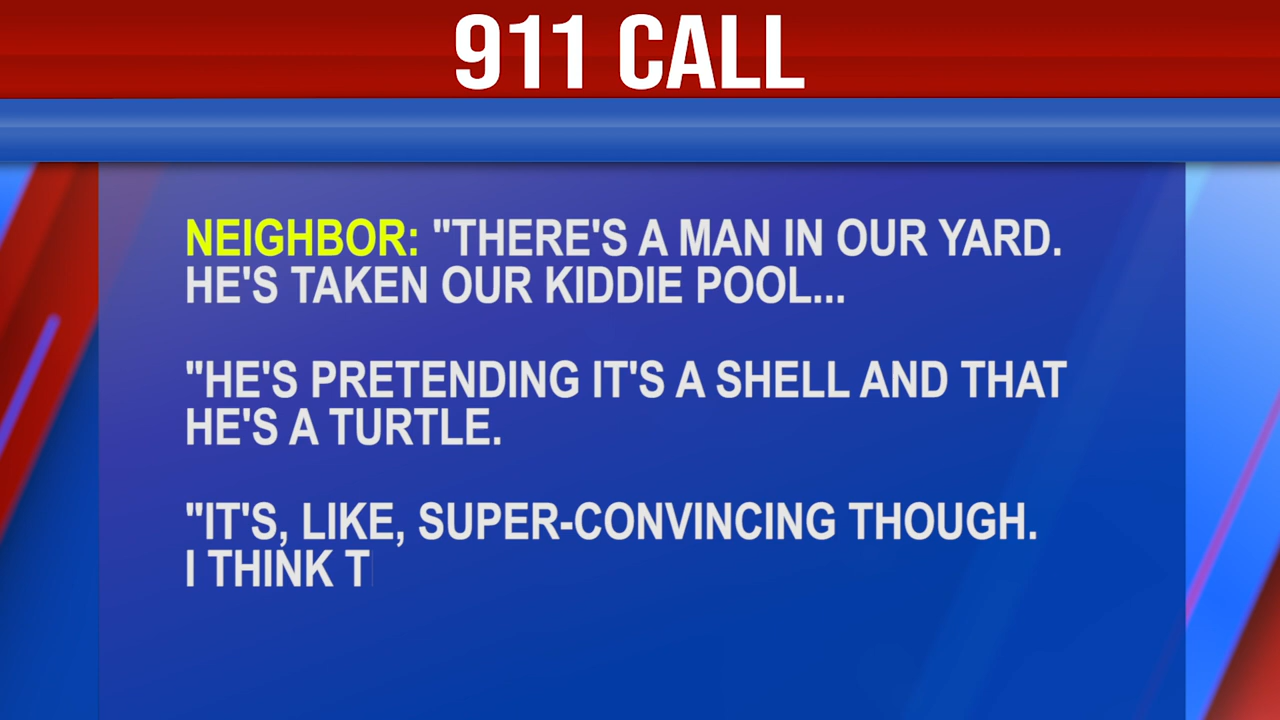 911 CALL
NEIGHBOR: "THERE'S A MAN IN OUR YARD.
HE'S TAKEN OUR KIDDIE POOL...
"HE'S PRETENDING IT'S A SHELL AND THAT
HE'S A TURTLE.
"IT'S, LIKE, SUPER-CONVINCING THOUGH.
I THINK T